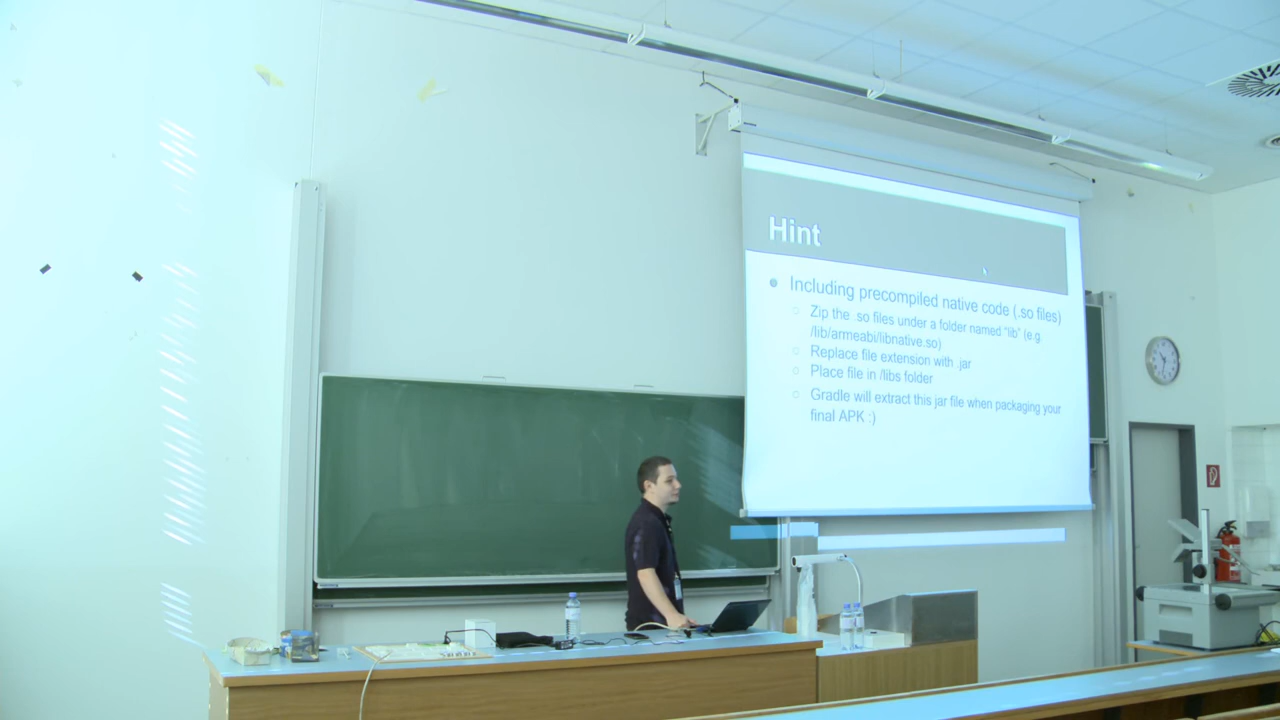 Hint
Including precompiled native code (.so files)
Zip the .so files under a folder named “lib” (e.g.
/lib/armeabi/libnative.so)
Replace file extension with .jar
Place file in /libs folder
Gradle will extract this jar file when packaging your
final APK :)